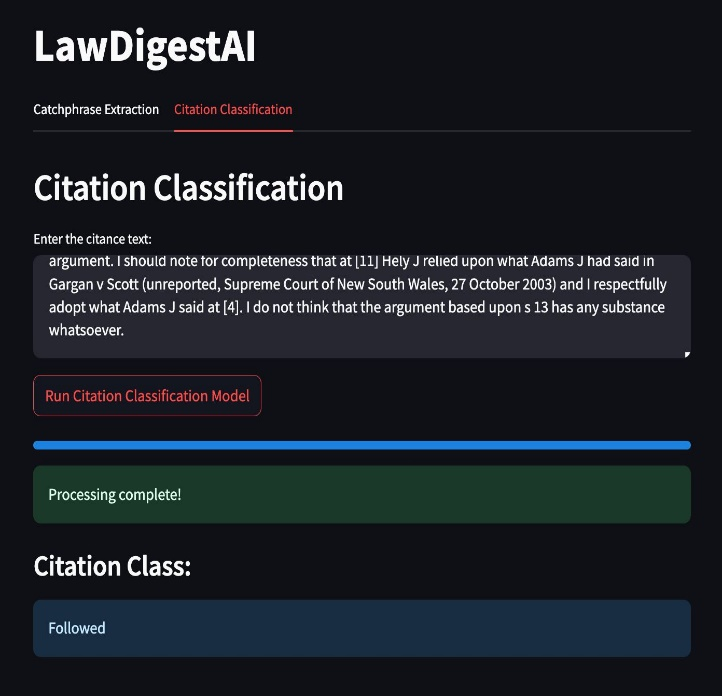 LawDigestAI
Catchphrase Extraction Citation Classification
Citation Classification
Enter the citance text:
argument. I should note for completeness that at [11] Hely J relied upon what Adams J had said in
Gargan v Scott (unreported, Supreme Court of New South Wales, 27 October 2003) and I respectfully
adopt what Adams J said at [4]. I do not think that the argument based upon s 13 has any substance
whatsoever.
Run Citation Classification Model
Processing complete!
Citation Class:
Followed